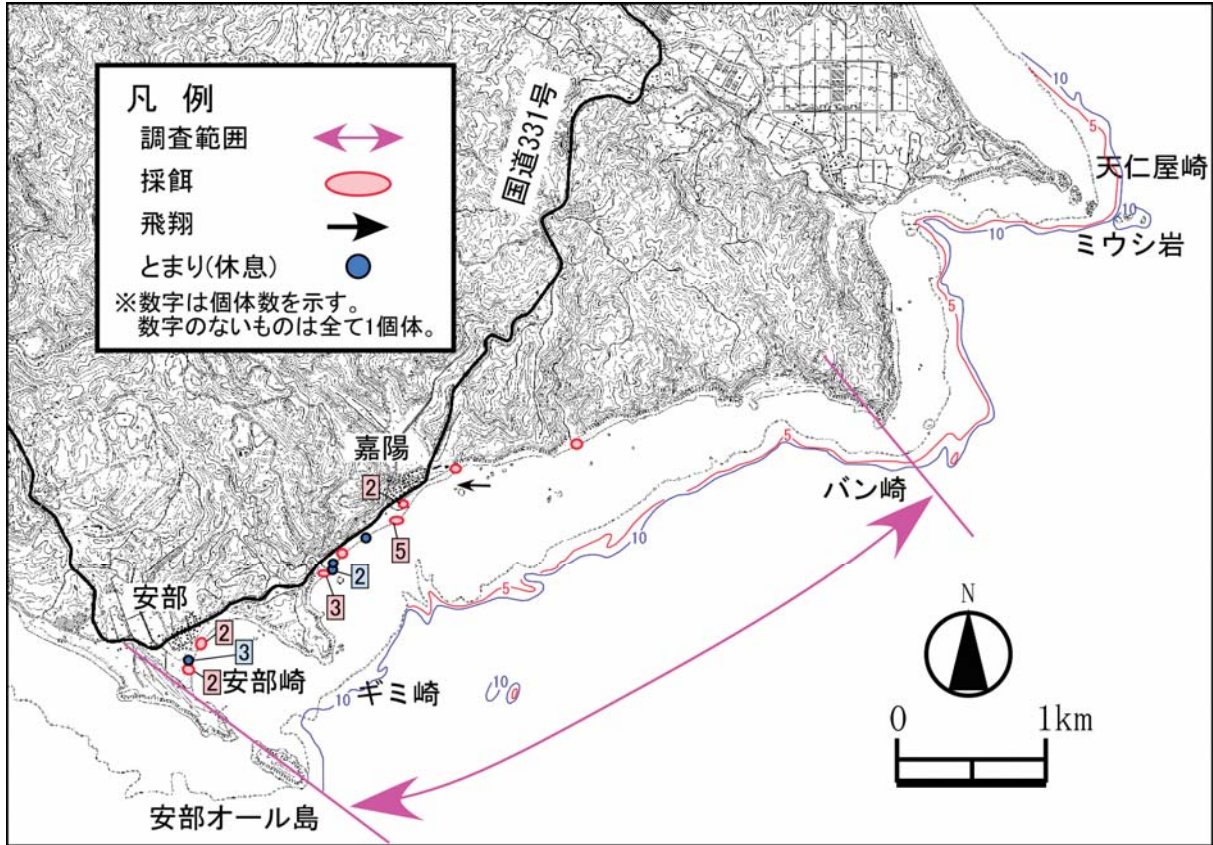 凡 例
調査範囲
採餌
飛翔
とまり(休息)
※数字は個体数を示す。
数字のないものは全て1個体。
国道331号
10
5
天仁屋崎
10
10
ミウシ岩
5
嘉陽
2
5
バン崎
5
2
3
5
安部
2
3
2
安部崎
ギミ崎
10
10
安部オール島
N
0
1km